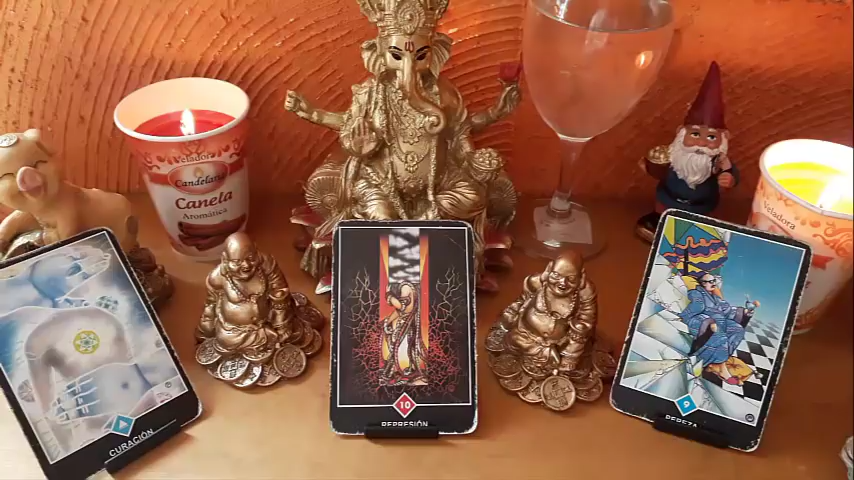 Veladora
Candelaria
CANELA
Aromática
Veladora
CURACIÓN
10
REPRESIÓN
9
PEREZA